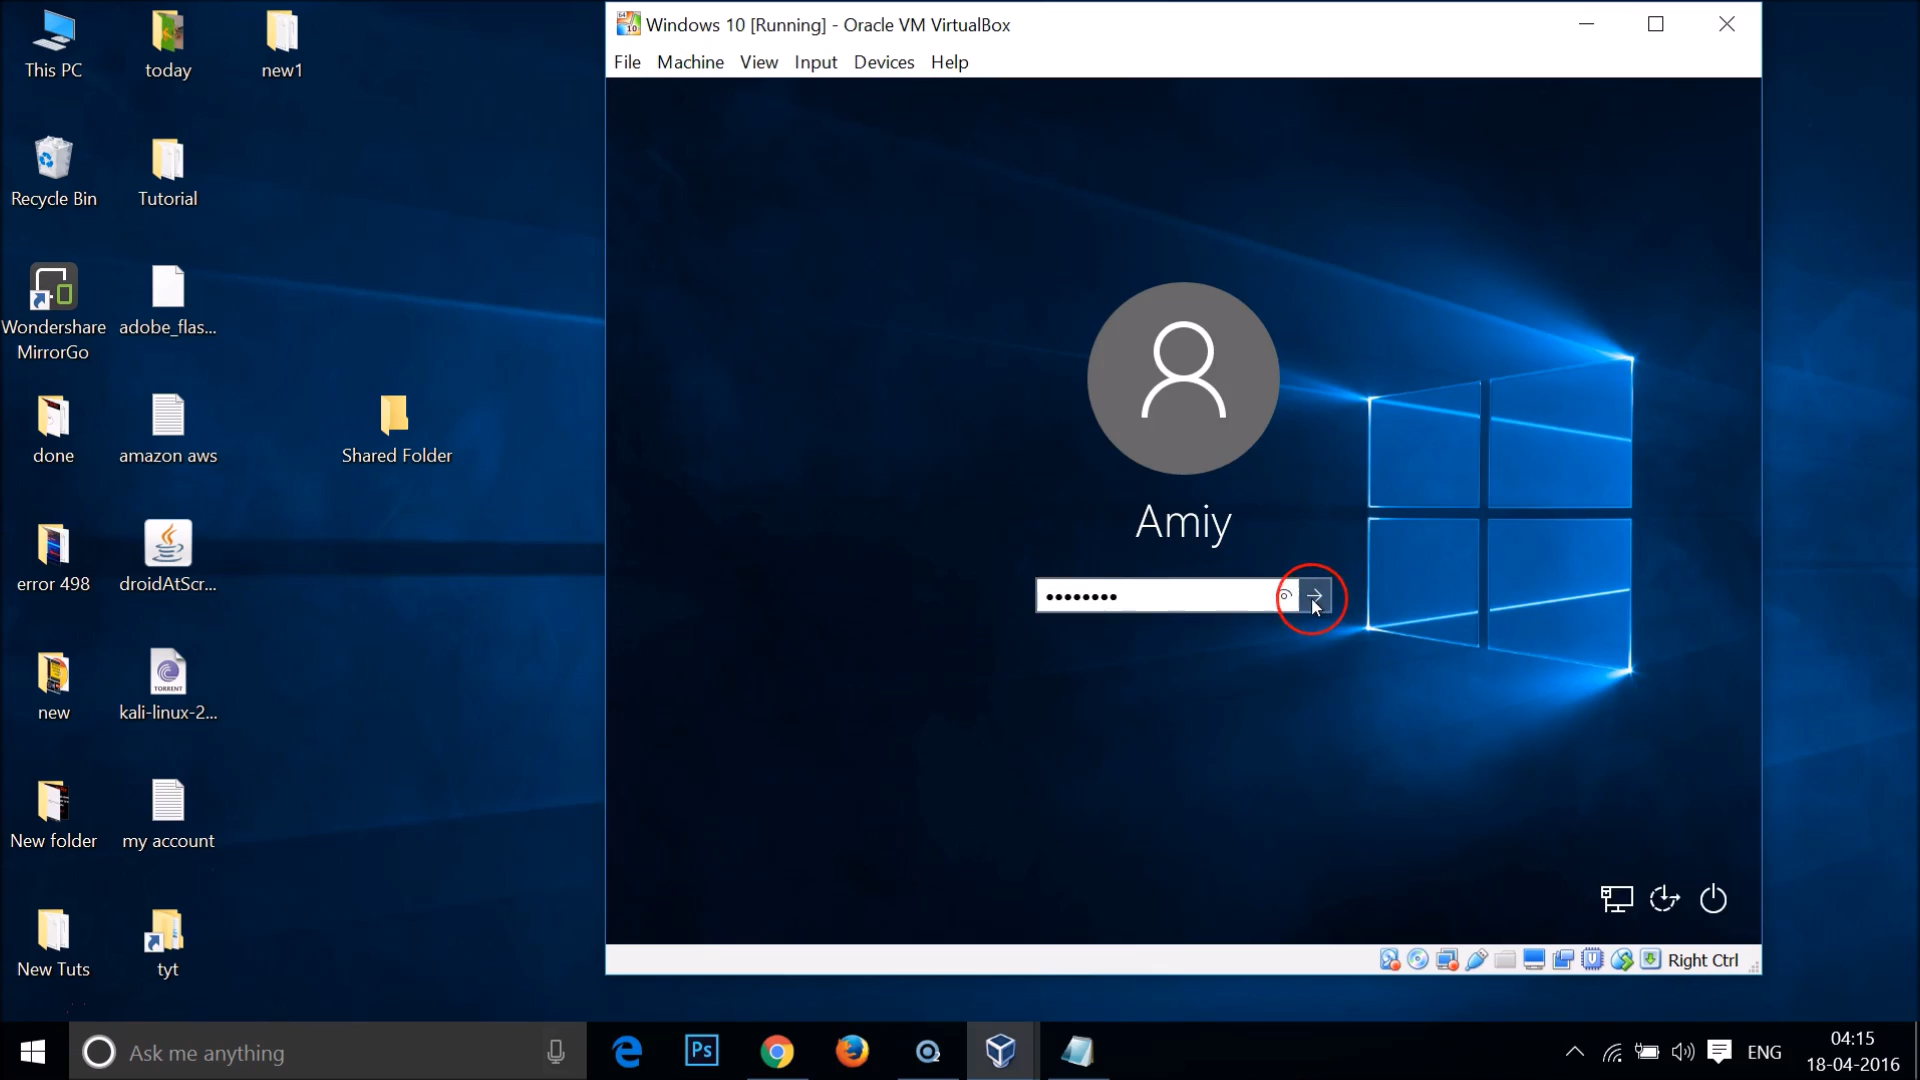 This PC
today
new1
Recycle Bin
Tutorial
Wondershare
MirrorGo
adobe_flas...
done
amazon aws
Shared Folder
error 498
droidAtScr...
new
TORRENT
kali-linux-2...
New folder
my account
New Tuts
tyt
Windows 10 [Running] - Oracle VM VirtualBox
File Machine View Input Devices Help
Amiy
Right Ctrl
Ask me anything
Ps
ENG
04:15
18-04-2016